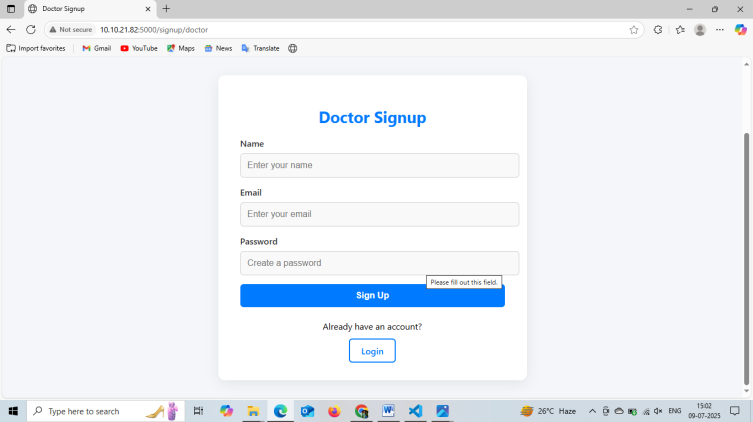 Doctor Signup
Not secure
10.10.21.82:5000/signup/doctor
Import favorites
Gmail
YouTube
Maps
News
Translate
Doctor Signup
Name
Enter your name
Email
Enter your email
Password
Create a password
Please fill out this field.
Sign Up
Already have an account?
Login
Type here to search
26°C Haze
ENG
15:02
09-07-2025